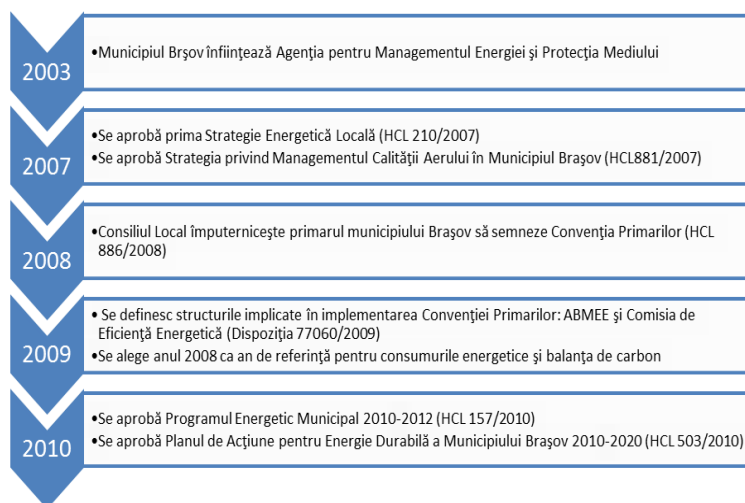 2003
•Municipiul Brşov înfiinţează Agenţia pentru Managementul Energiei şi Protecţia Mediului
2007
•Se aprobă prima Strategie Energetică Locală (HCL 210/2007)
•Se aprobă Strategia privind Managementul Calităţii Aerului în Municipiul Braşov (HCL881/2007)
2008
•Consiliul Local împuterniceşte primarul municipiului Braşov să semneze Convenţia Primarilor (HCL
886/2008)
2009
• Se definesc structurile implicate în implementarea Convenţiei Primarilor: ABMEE şi Comisia de
Eficienţă Energetică (Dispoziţia 77060/2009)
•Se alege anul 2008 ca an de referinţă pentru consumurile energetice şi balanţa de carbon
2010
•Se aprobă Programul Energetic Municipal 2010-2012 (HCL 157/2010)
•Se aprobă Planul de Acţiune pentru Energie Durabilă a Municipiului Braşov 2010-2020 (HCL 503/2010)